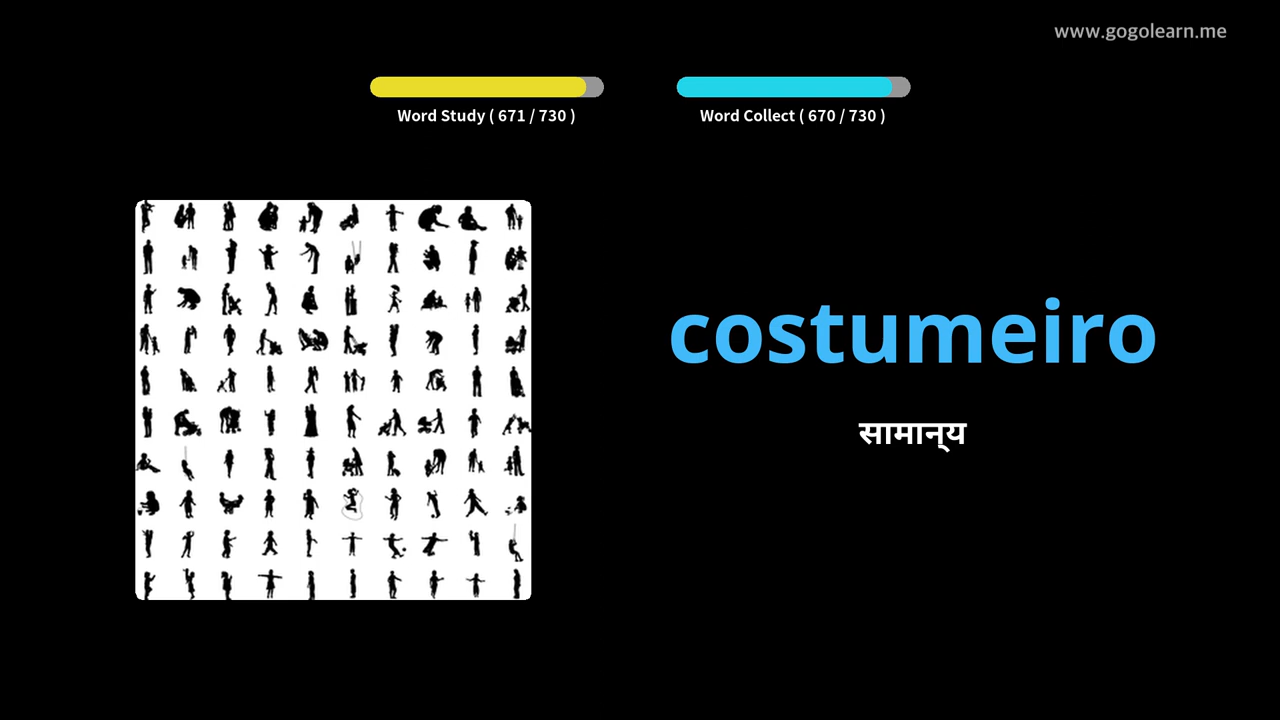 www.gogolearn.me
Word Study ( 671 / 730 )
Word Collect ( 670 / 730 )
costumeiro
सामान्य